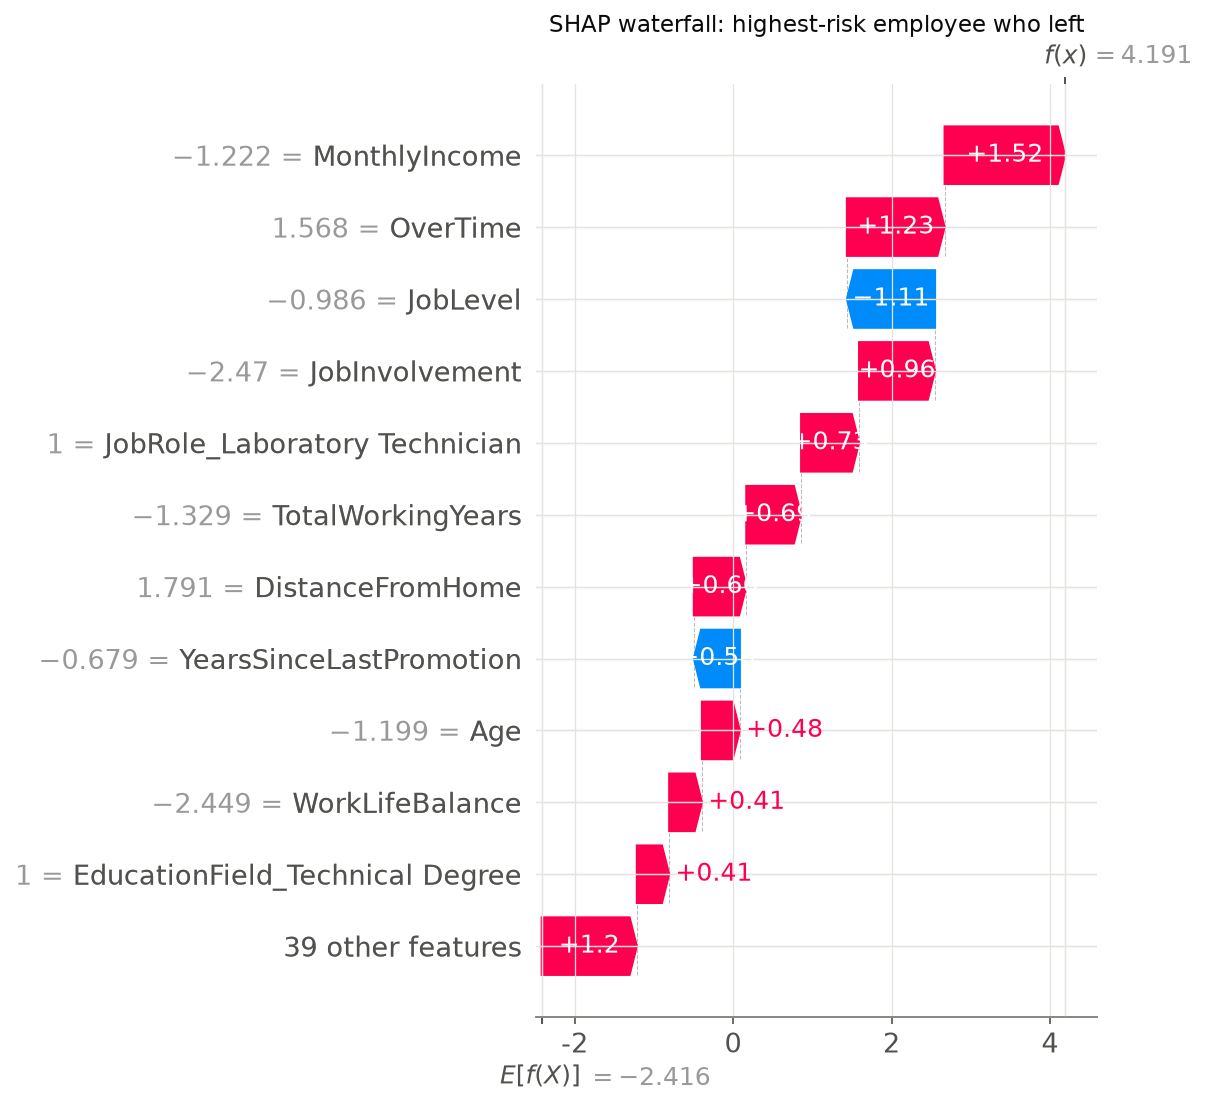 SHAP waterfall: highest-risk employee who left
f(x) = 4.191
−1.222 = MonthlyIncome +1.52
1.568 = OverTime +1.23
−0.986 = JobLevel −1.11
−2.47 = JobInvolvement +0.96
1 = JobRole_Laboratory Technician +0.73
−1.329 = TotalWorkingYears
1.791 = DistanceFromHome
−0.679 = YearsSinceLastPromotion
−1.199 = Age +0.48
−2.449 = WorkLifeBalance +0.41
1 = EducationField_Technical Degree +0.41
39 other features +1.2
-2 0 2 4
E[f(X)] = −2.416